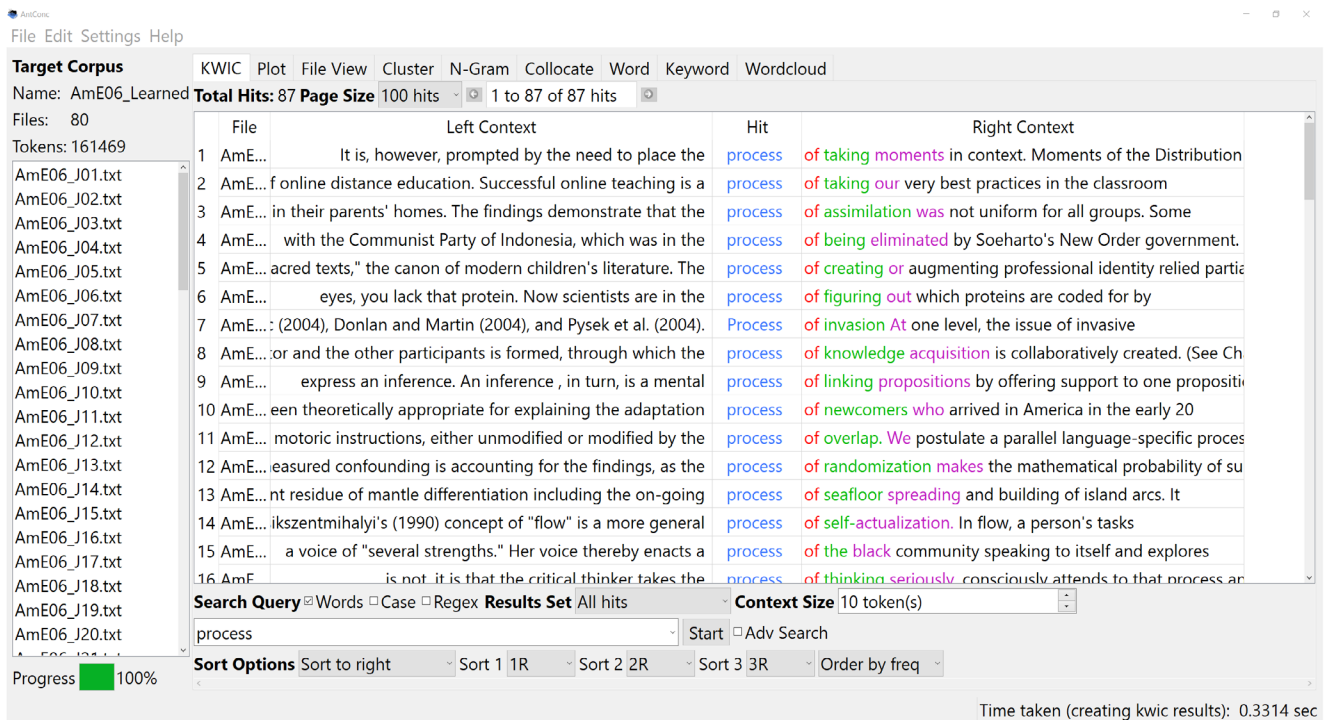 AntConc
File Edit Settings Help
Target Corpus
Name: AmE06_Learned
Files: 80
Tokens: 161469
AmE06_J01.txt
AmE06_J02.txt
AmE06_J03.txt
AmE06_J04.txt
AmE06_J05.txt
AmE06_J06.txt
AmE06_J07.txt
AmE06_J08.txt
AmE06_J09.txt
AmE06_J10.txt
AmE06_J11.txt
AmE06_J12.txt
AmE06_J13.txt
AmE06_J14.txt
AmE06_J15.txt
AmE06_J16.txt
AmE06_J17.txt
AmE06_J18.txt
AmE06_J19.txt
AmE06_J20.txt
Progress 100%
KWIC Plot File View Cluster N-Gram Collocate Word Keyword Wordcloud
Total Hits: 87 Page Size 100 hits 1 to 87 of 87 hits
File Left Context Hit Right Context
1 AmE... It is, however, prompted by the need to place the process of taking moments in context. Moments of the Distribution
2 AmE... f online distance education. Successful online teaching is a process of taking our very best practices in the classroom
3 AmE... in their parents' homes. The findings demonstrate that the process of assimilation was not uniform for all groups. Some
4 AmE... with the Communist Party of Indonesia, which was in the process of being eliminated by Soeharto's New Order government.
5 AmE... acred texts," the canon of modern children's literature. The process of creating or augmenting professional identity relied partia
6 AmE... eyes, you lack that protein. Now scientists are in the process of figuring out which proteins are coded for by
7 AmE... : (2004), Donlan and Martin (2004), and Pysek et al. (2004). Process of invasion At one level, the issue of invasive
8 AmE... or and the other participants is formed, through which the process of knowledge acquisition is collaboratively created. (See Ch
9 AmE... express an inference. An inference , in turn, is a mental process of linking propositions by offering support to one propositi
10 AmE... een theoretically appropriate for explaining the adaptation process of newcomers who arrived in America in the early 20
11 AmE... motoric instructions, either unmodified or modified by the process of overlap. We postulate a parallel language-specific proces
12 AmE... easured confounding is accounting for the findings, as the process of randomization makes the mathematical probability of su
13 AmE... nt residue of mantle differentiation including the on-going process of seafloor spreading and building of island arcs. It
14 AmE... ikszentmihalyi's (1990) concept of "flow" is a more general process of self-actualization. In flow, a person's tasks
15 AmE... a voice of "several strengths." Her voice thereby enacts a process of the black community speaking to itself and explores
16 AmE is not, it is that the critical thinker takes the process of thinking seriously, consciously attends to that process an
Search Query Words Case Regex Results Set All hits Context Size 10 token(s)
process Start Adv Search
Sort Options Sort to right Sort 1 1R Sort 2 2R Sort 3 3R Order by freq
Time taken (creating kwic results): 0.3314 sec